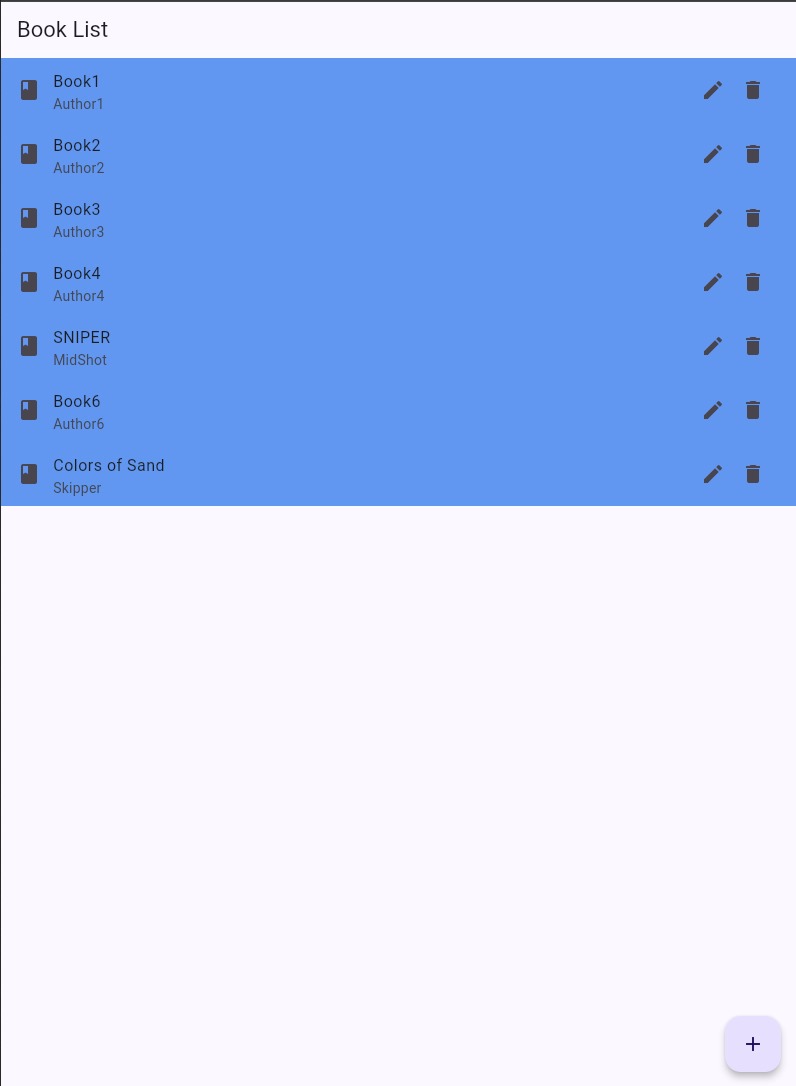 Book List
Book1
Author1
Book2
Author2
Book3
Author3
Book4
Author4
SNIPER
MidShot
Book6
Author6
Colors of Sand
Skipper